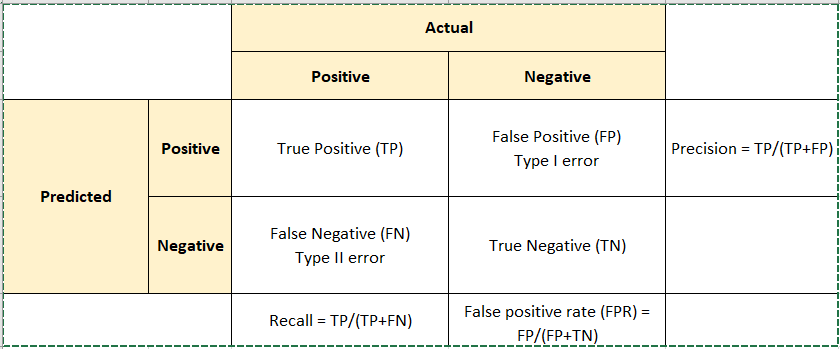 Actual
Positive
Negative
Predicted
Positive
True Positive (TP)
False Positive (FP)
Type I error
Precision = TP/(TP+FP)
Negative
False Negative (FN)
Type II error
True Negative (TN)
Recall = TP/(TP+FN)
False positive rate (FPR) =
FP/(FP+TN)